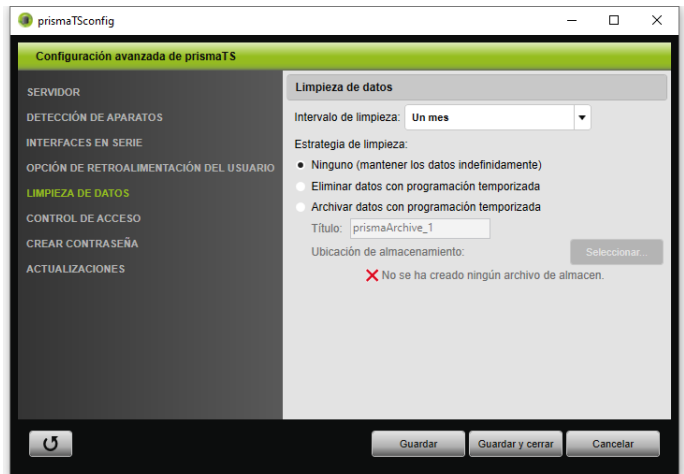 prismaTSconfig
Configuración avanzada de prismaTS
SERVIDOR
DETECCIÓN DE APARATOS
INTERFACES EN SERIE
OPCIÓN DE RETROALIMENTACIÓN DEL USUARIO
LIMPIEZA DE DATOS
CONTROL DE ACCESO
CREAR CONTRASEÑA
ACTUALIZACIONES
Limpieza de datos
Intervalo de limpieza: Un mes
Estrategia de limpieza:
Ninguno (mantener los datos indefinidamente)
Eliminar datos con programación temporizada
Archivar datos con programación temporizada
Título: prismaArchive_1
Ubicación de almacenamiento: Seleccionar...
No se ha creado ningún archivo de almacen.
Guardar Guardar y cerrar Cancelar